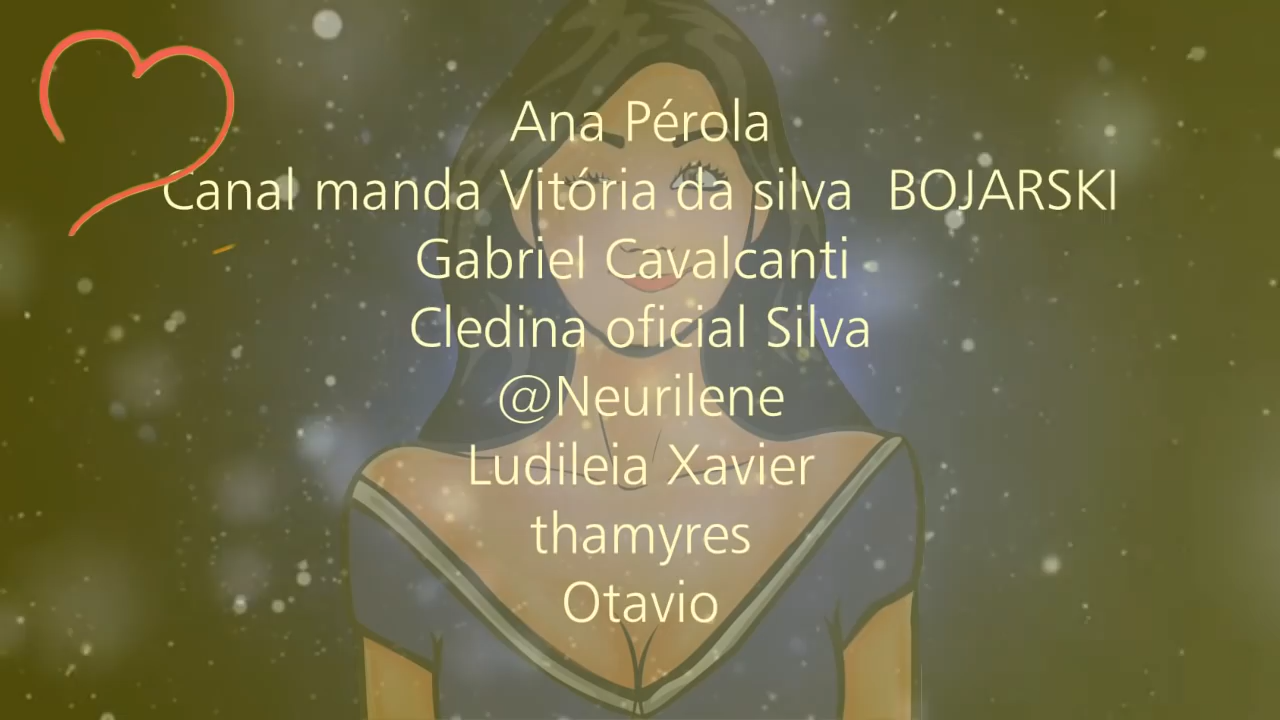 Ana Pérola
Canal manda Vitória da silva  BOJARSKI
Gabriel Cavalcanti
Cledina oficial Silva
@Neurilene
Ludileia Xavier
thamyres
Otavio